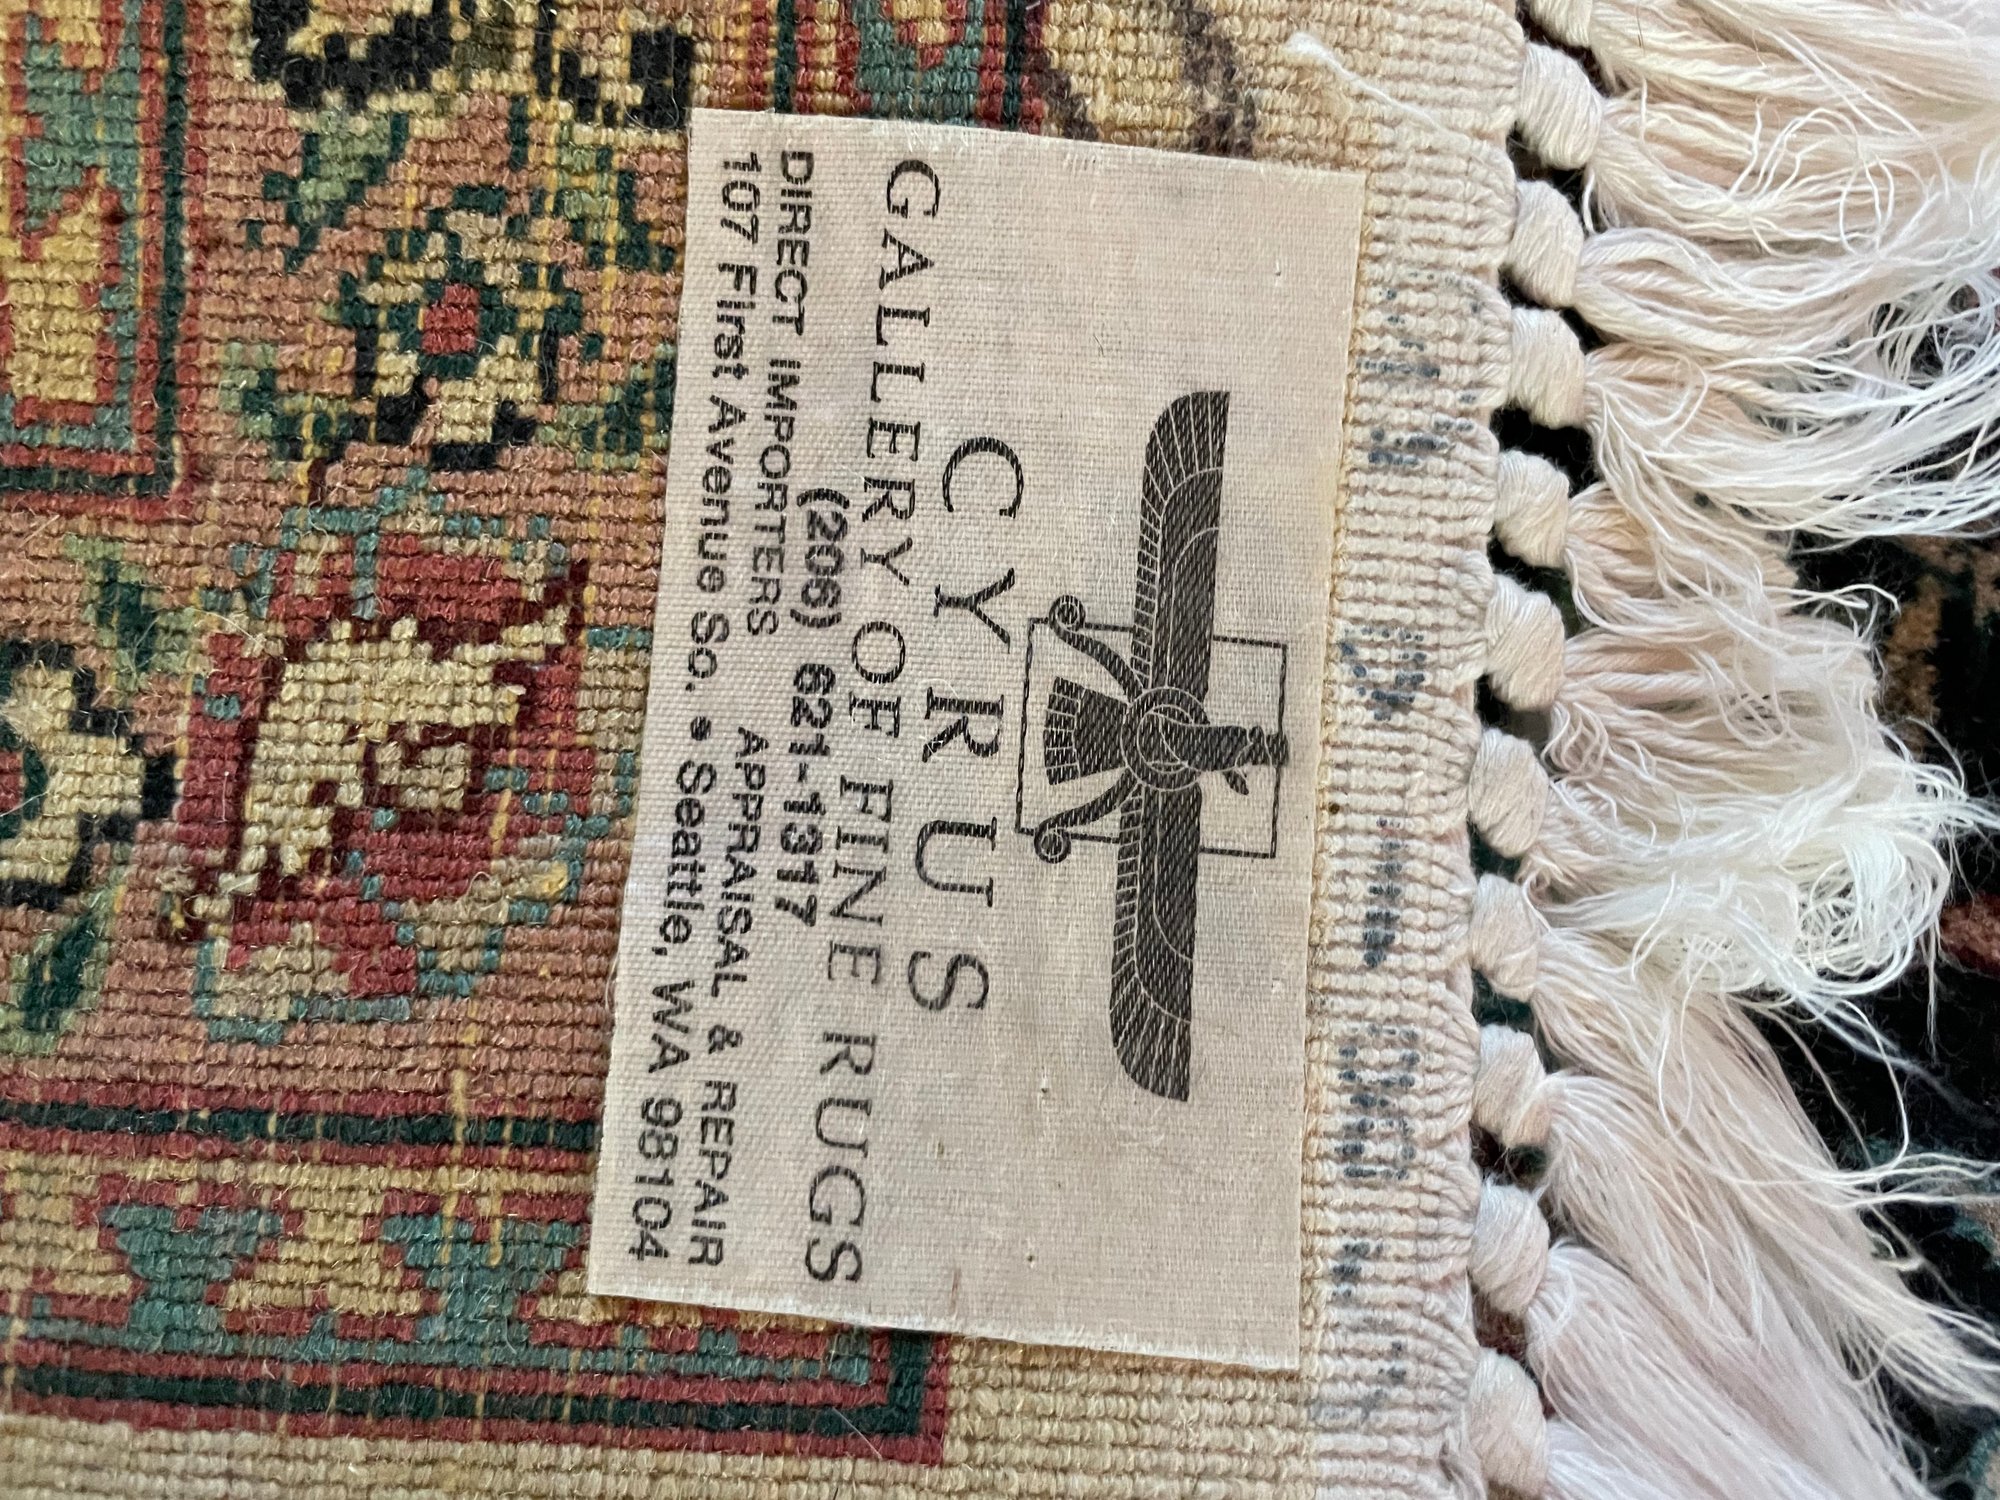 CYRUS
GALLERY OF FINE RUGS
(206) 621-1317
DIRECT IMPORTERS APPRAISAL & REPAIR
107 First Avenue So. • Seattle, WA 98104